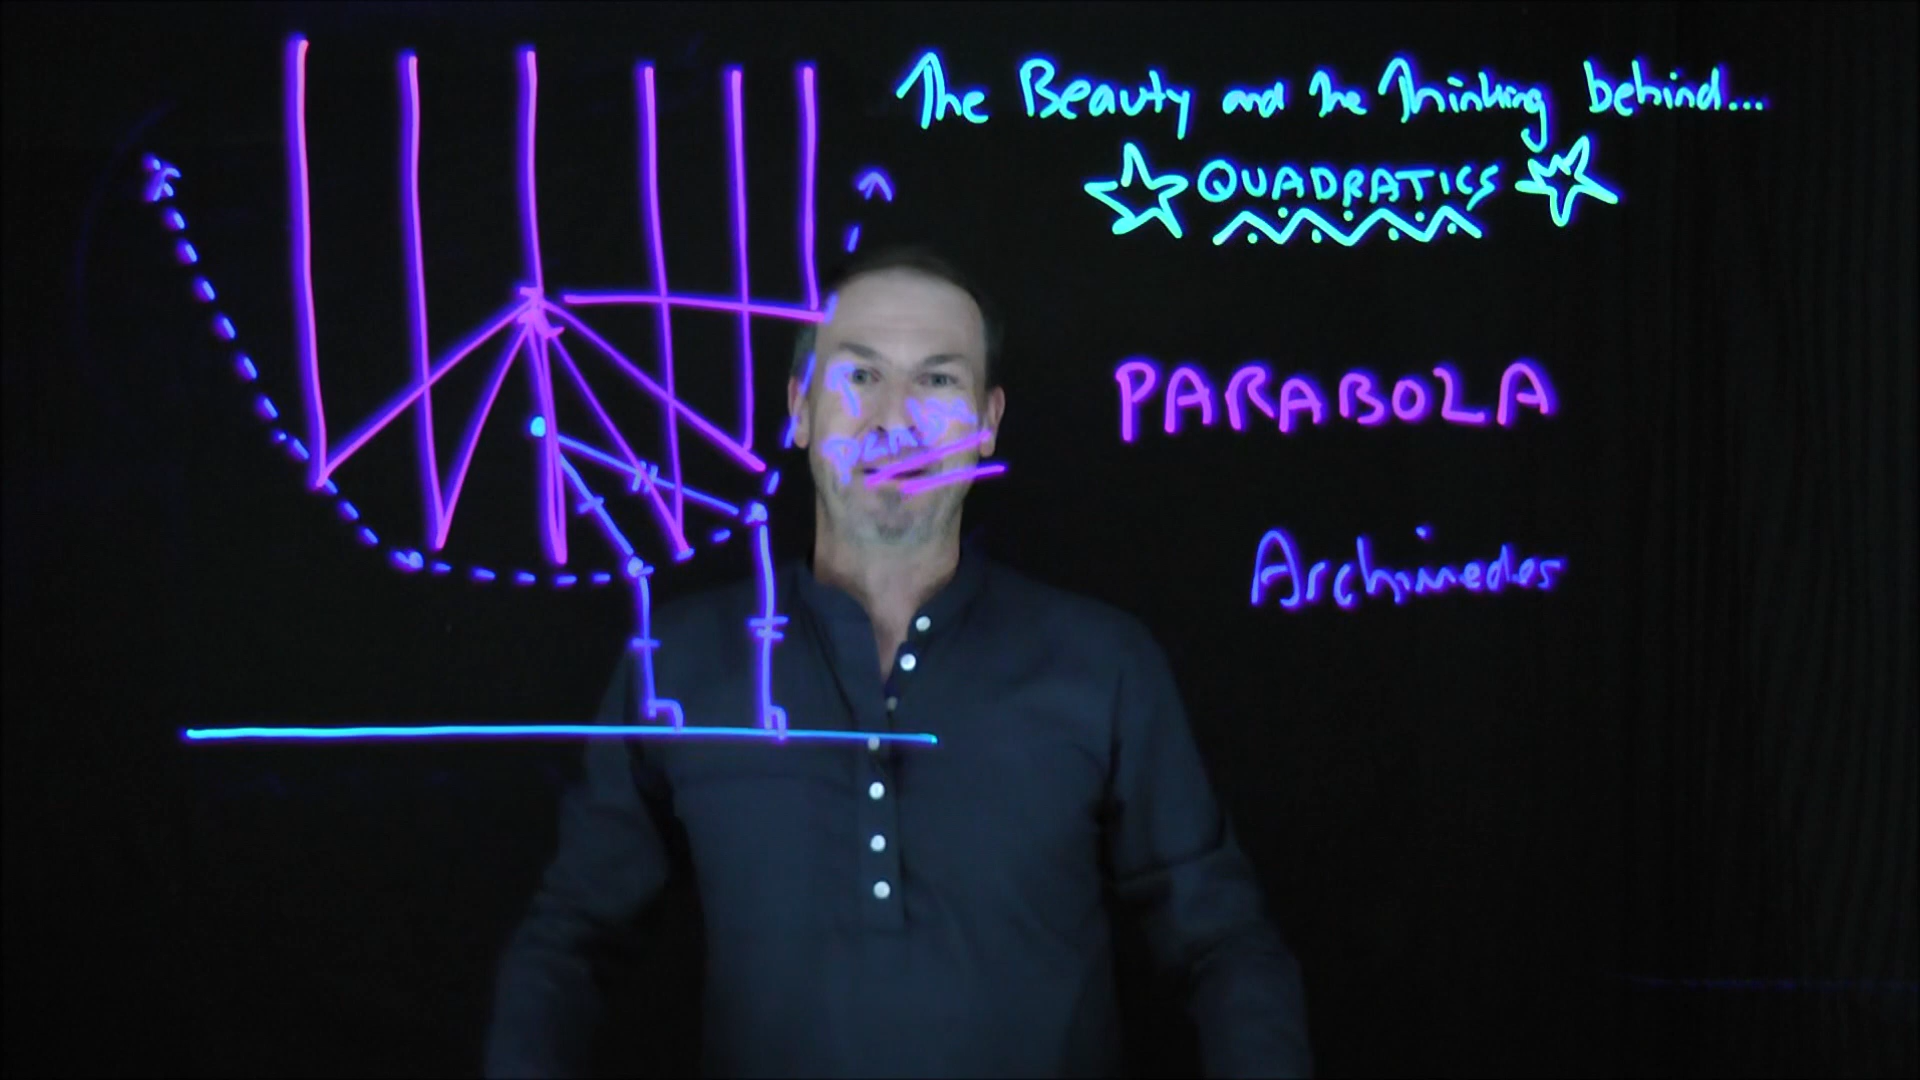 The Beauty and the Thinking behind...
QUADRATICS
PARABOLA
Archimedes